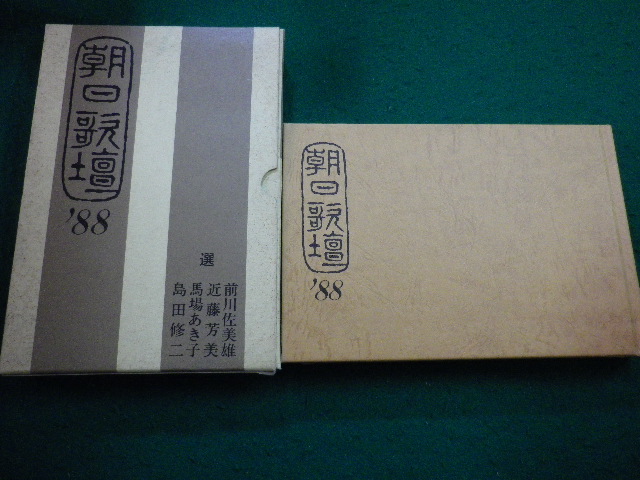 朝日歌壇
'88
選
前川佐美雄
近藤芳美
馬場あき子
島田修二
朝日歌壇
'88